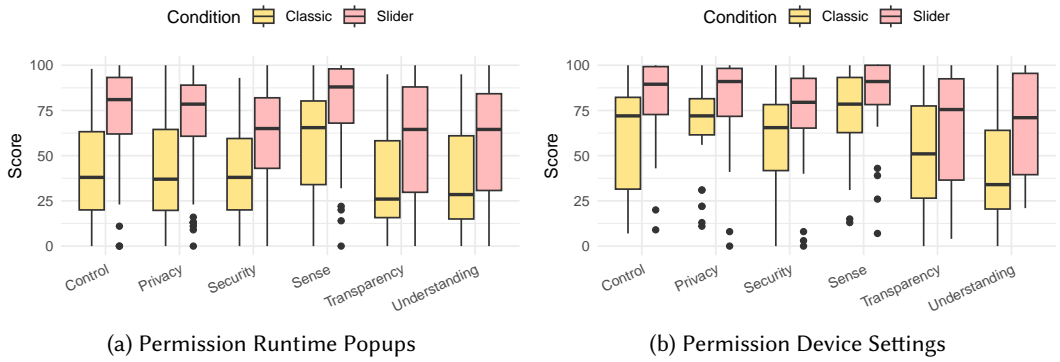 Condition Classic Slider
100
75
50
25
0
Score
Control Privacy Security Sense Transparency Understanding
(a) Permission Runtime Popups
Condition Classic Slider
100
75
50
25
0
Score
Control Privacy Security Sense Transparency Understanding
(b) Permission Device Settings